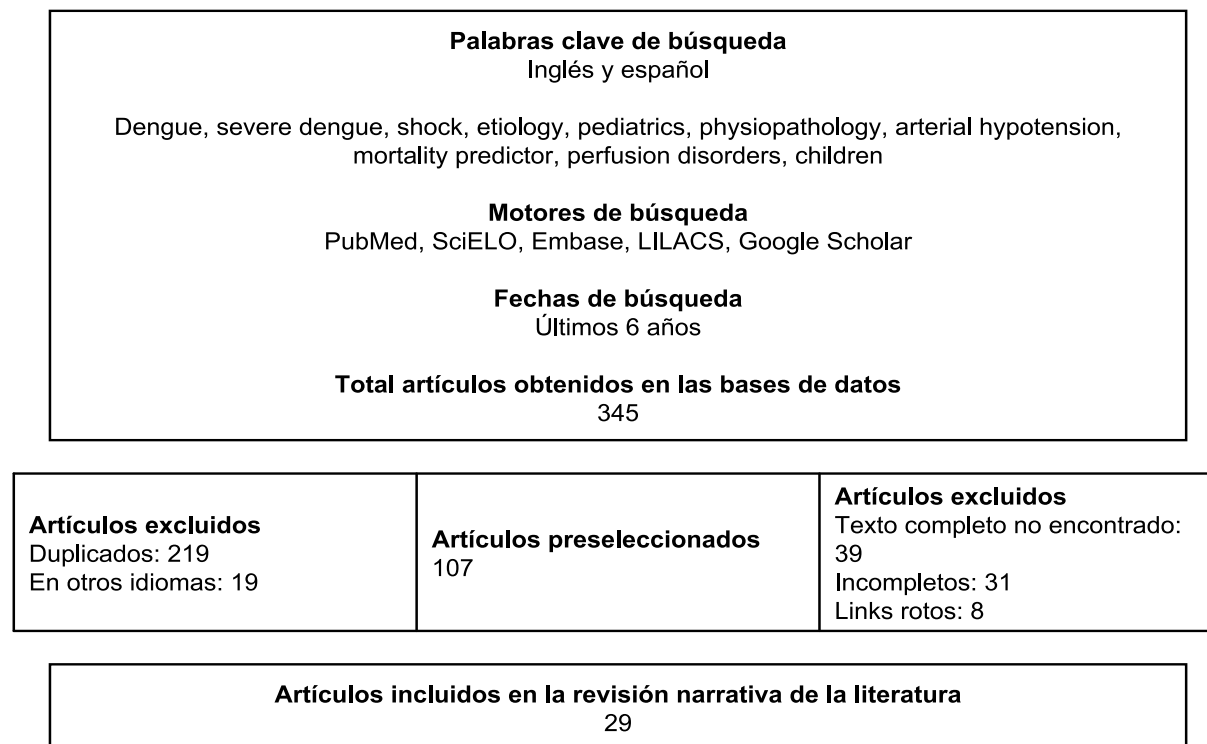 Palabras clave de búsqueda
Inglés y español
Dengue, severe dengue, shock, etiology, pediatrics, physiopathology, arterial hypotension,
mortality predictor, perfusion disorders, children
Motores de búsqueda
PubMed, SciELO, Embase, LILACS, Google Scholar
Fechas de búsqueda
Últimos 6 años
Total artículos obtenidos en las bases de datos
345
Artículos excluidos
Duplicados: 219
En otros idiomas: 19
Artículos preseleccionados
107
Artículos excluidos
Texto completo no encontrado:
39
Incompletos: 31
Links rotos: 8
Artículos incluidos en la revisión narrativa de la literatura
29